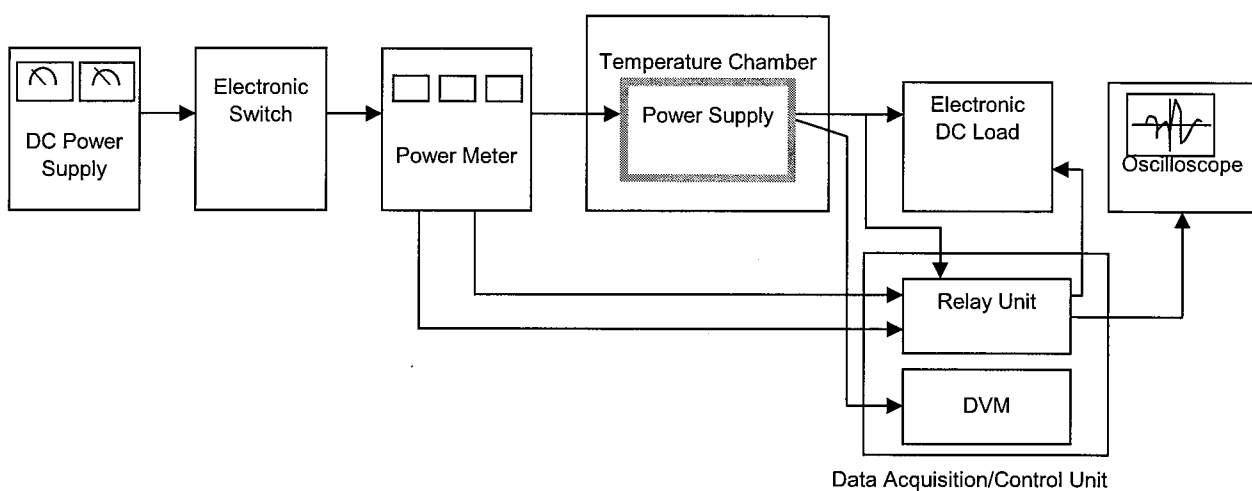 DC Power
Supply
Electronic
Switch
Power Meter
Temperature Chamber
Power Supply
Electronic
DC Load
Oscilloscope
Relay Unit
DVM
Data Acquisition/Control Unit